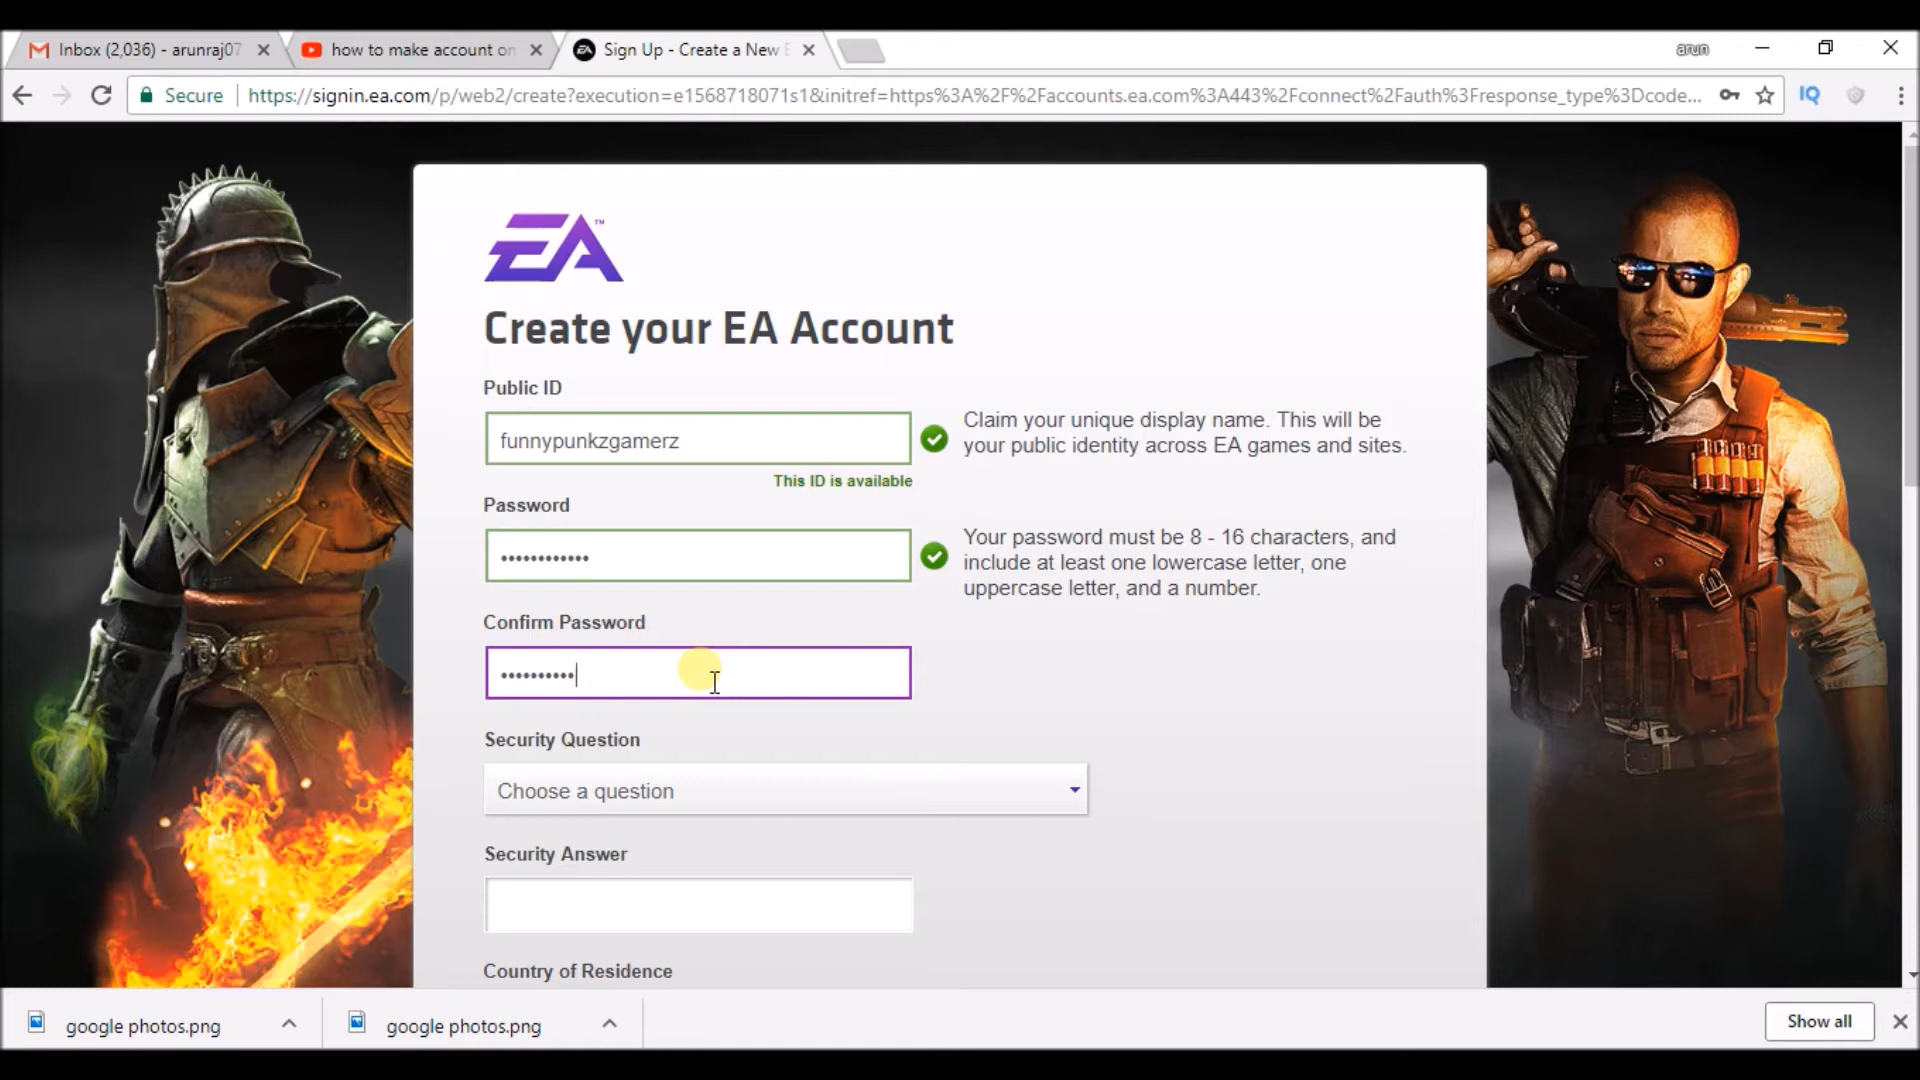 Inbox (2,036) - arunraj07
how to make account on
Sign Up - Create a New E
arun
Secure
https://signin.ea.com/p/web2/create?execution=e1568718071s1&initref=https%3A%2F%2Faccounts.ea.com%3A443%2Fconnect%2Fauth%3Fresponse_type%3Dcode...
IQ
EA™
Create your EA Account
Public ID
funnypunkzgamerz
Claim your unique display name. This will be
your public identity across EA games and sites.
This ID is available
Password
••••••••••••
Your password must be 8 - 16 characters, and
include at least one lowercase letter, one
uppercase letter, and a number.
Confirm Password
••••••••••
Security Question
Choose a question
Security Answer
Country of Residence
google photos.png
google photos.png
Show all